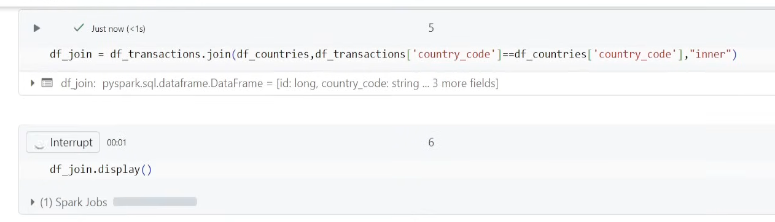 Just now (<1s)
5
df_join = df_transactions.join(df_countries,df_transactions['country_code']==df_countries['country_code'],"inner")
df_join: pyspark.sql.dataframe.DataFrame = [id: long, country_code: string ... 3 more fields]
Interrupt 00:01
6
df_join.display()
(1) Spark Jobs